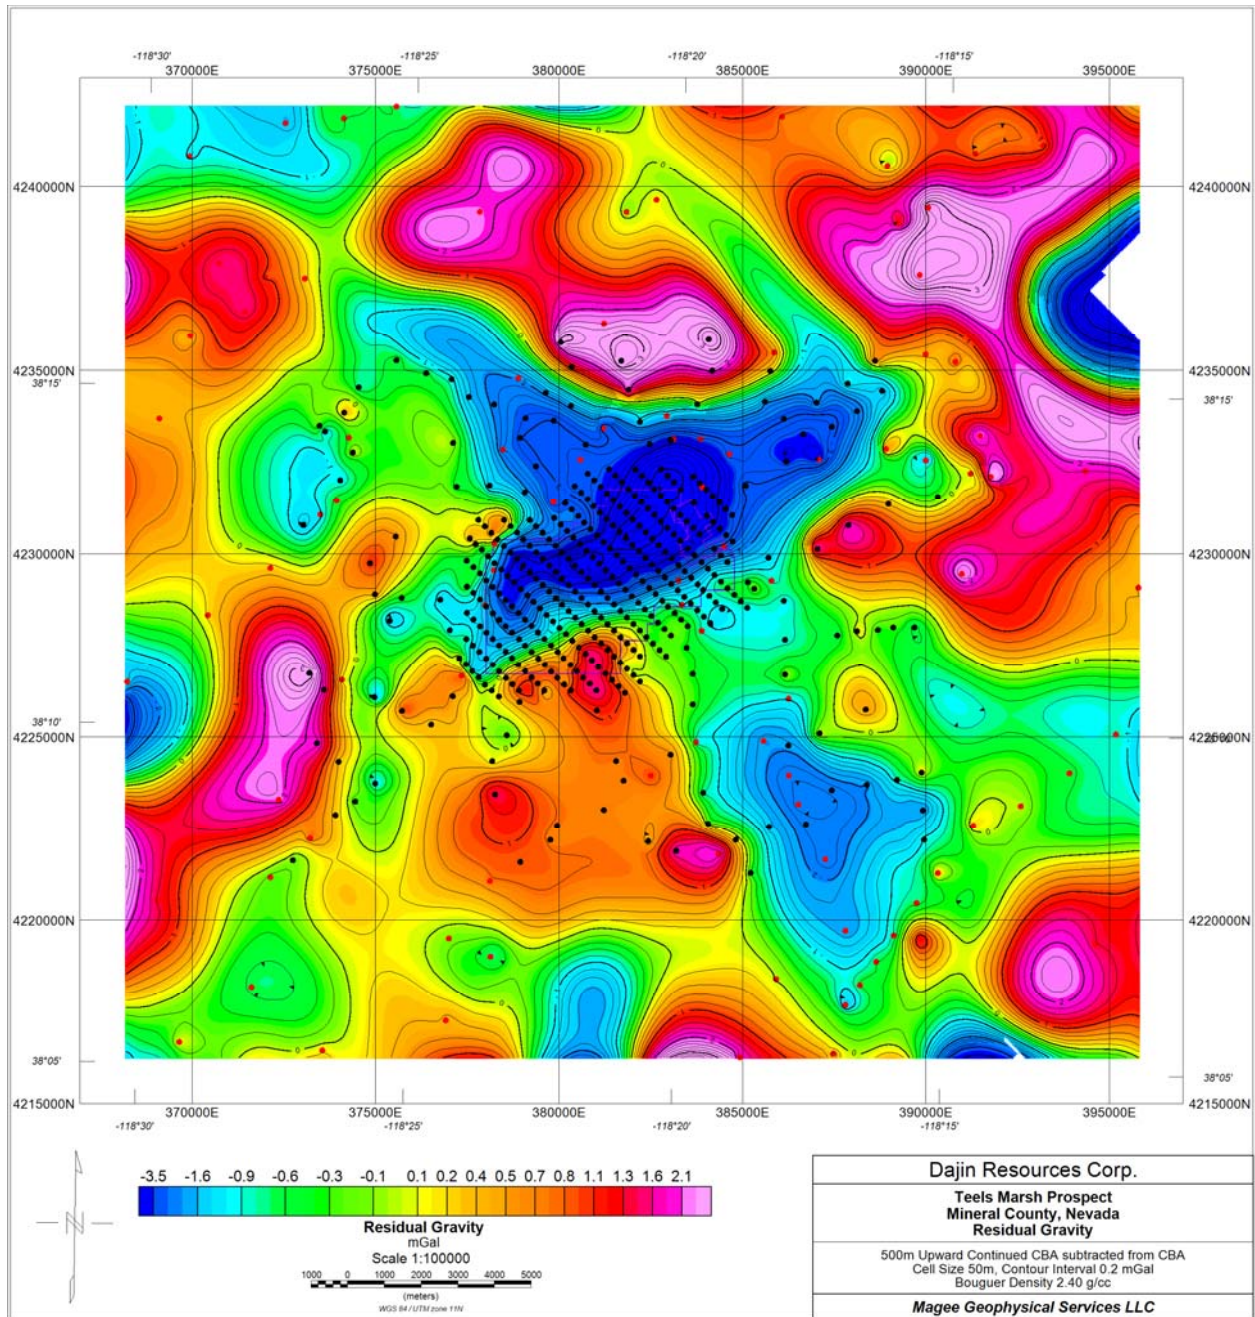 -118°30' -118°25' -118°20' -118°15'
370000E 375000E 380000E 385000E 390000E 395000E
4240000N 4240000N
4235000N 4235000N
38°15' 38°15'
4230000N 4230000N
38°10'
4225000N 4225000N
4220000N 4220000N
38°05' 38°05'
4215000N 4215000N
370000E 375000E 380000E 385000E 390000E 395000E
-118°30' -118°25' -118°20' -118°15'
N
-3.5 -1.6 -0.9 -0.6 -0.3 -0.1 0.1 0.2 0.4 0.5 0.7 0.8 1.1 1.3 1.6 2.1
Residual Gravity
mGal
Scale 1:100000
1000 0 1000 2000 3000 4000 5000
(meters)
WGS 84 / UTM zone 11N
Dajin Resources Corp.
Teels Marsh Prospect
Mineral County, Nevada
Residual Gravity
500m Upward Continued CBA subtracted from CBA
Cell Size 50m, Contour Interval 0.2 mGal
Bouguer Density 2.40 g/cc
Magee Geophysical Services LLC